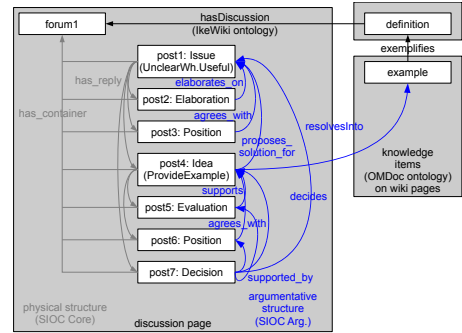 forum1
hasDiscussion
(IkeWiki ontology)
definition
exemplifies
example
post1: Issue
(UnclearWh.Useful)
has_reply
elaborates_on
has_container
post2: Elaboration
agrees_with
post3: Position
resolvesInto
proposes_
solution_for
post4: Idea
(ProvideExample)
knowledge
items
(OMDoc ontology)
on wiki pages
supports
decides
post5: Evaluation
agrees_with
post6: Position
post7: Decision
supported_by
physical structure
(SIOC Core)
argumentative
structure
(SIOC Arg.)
discussion page